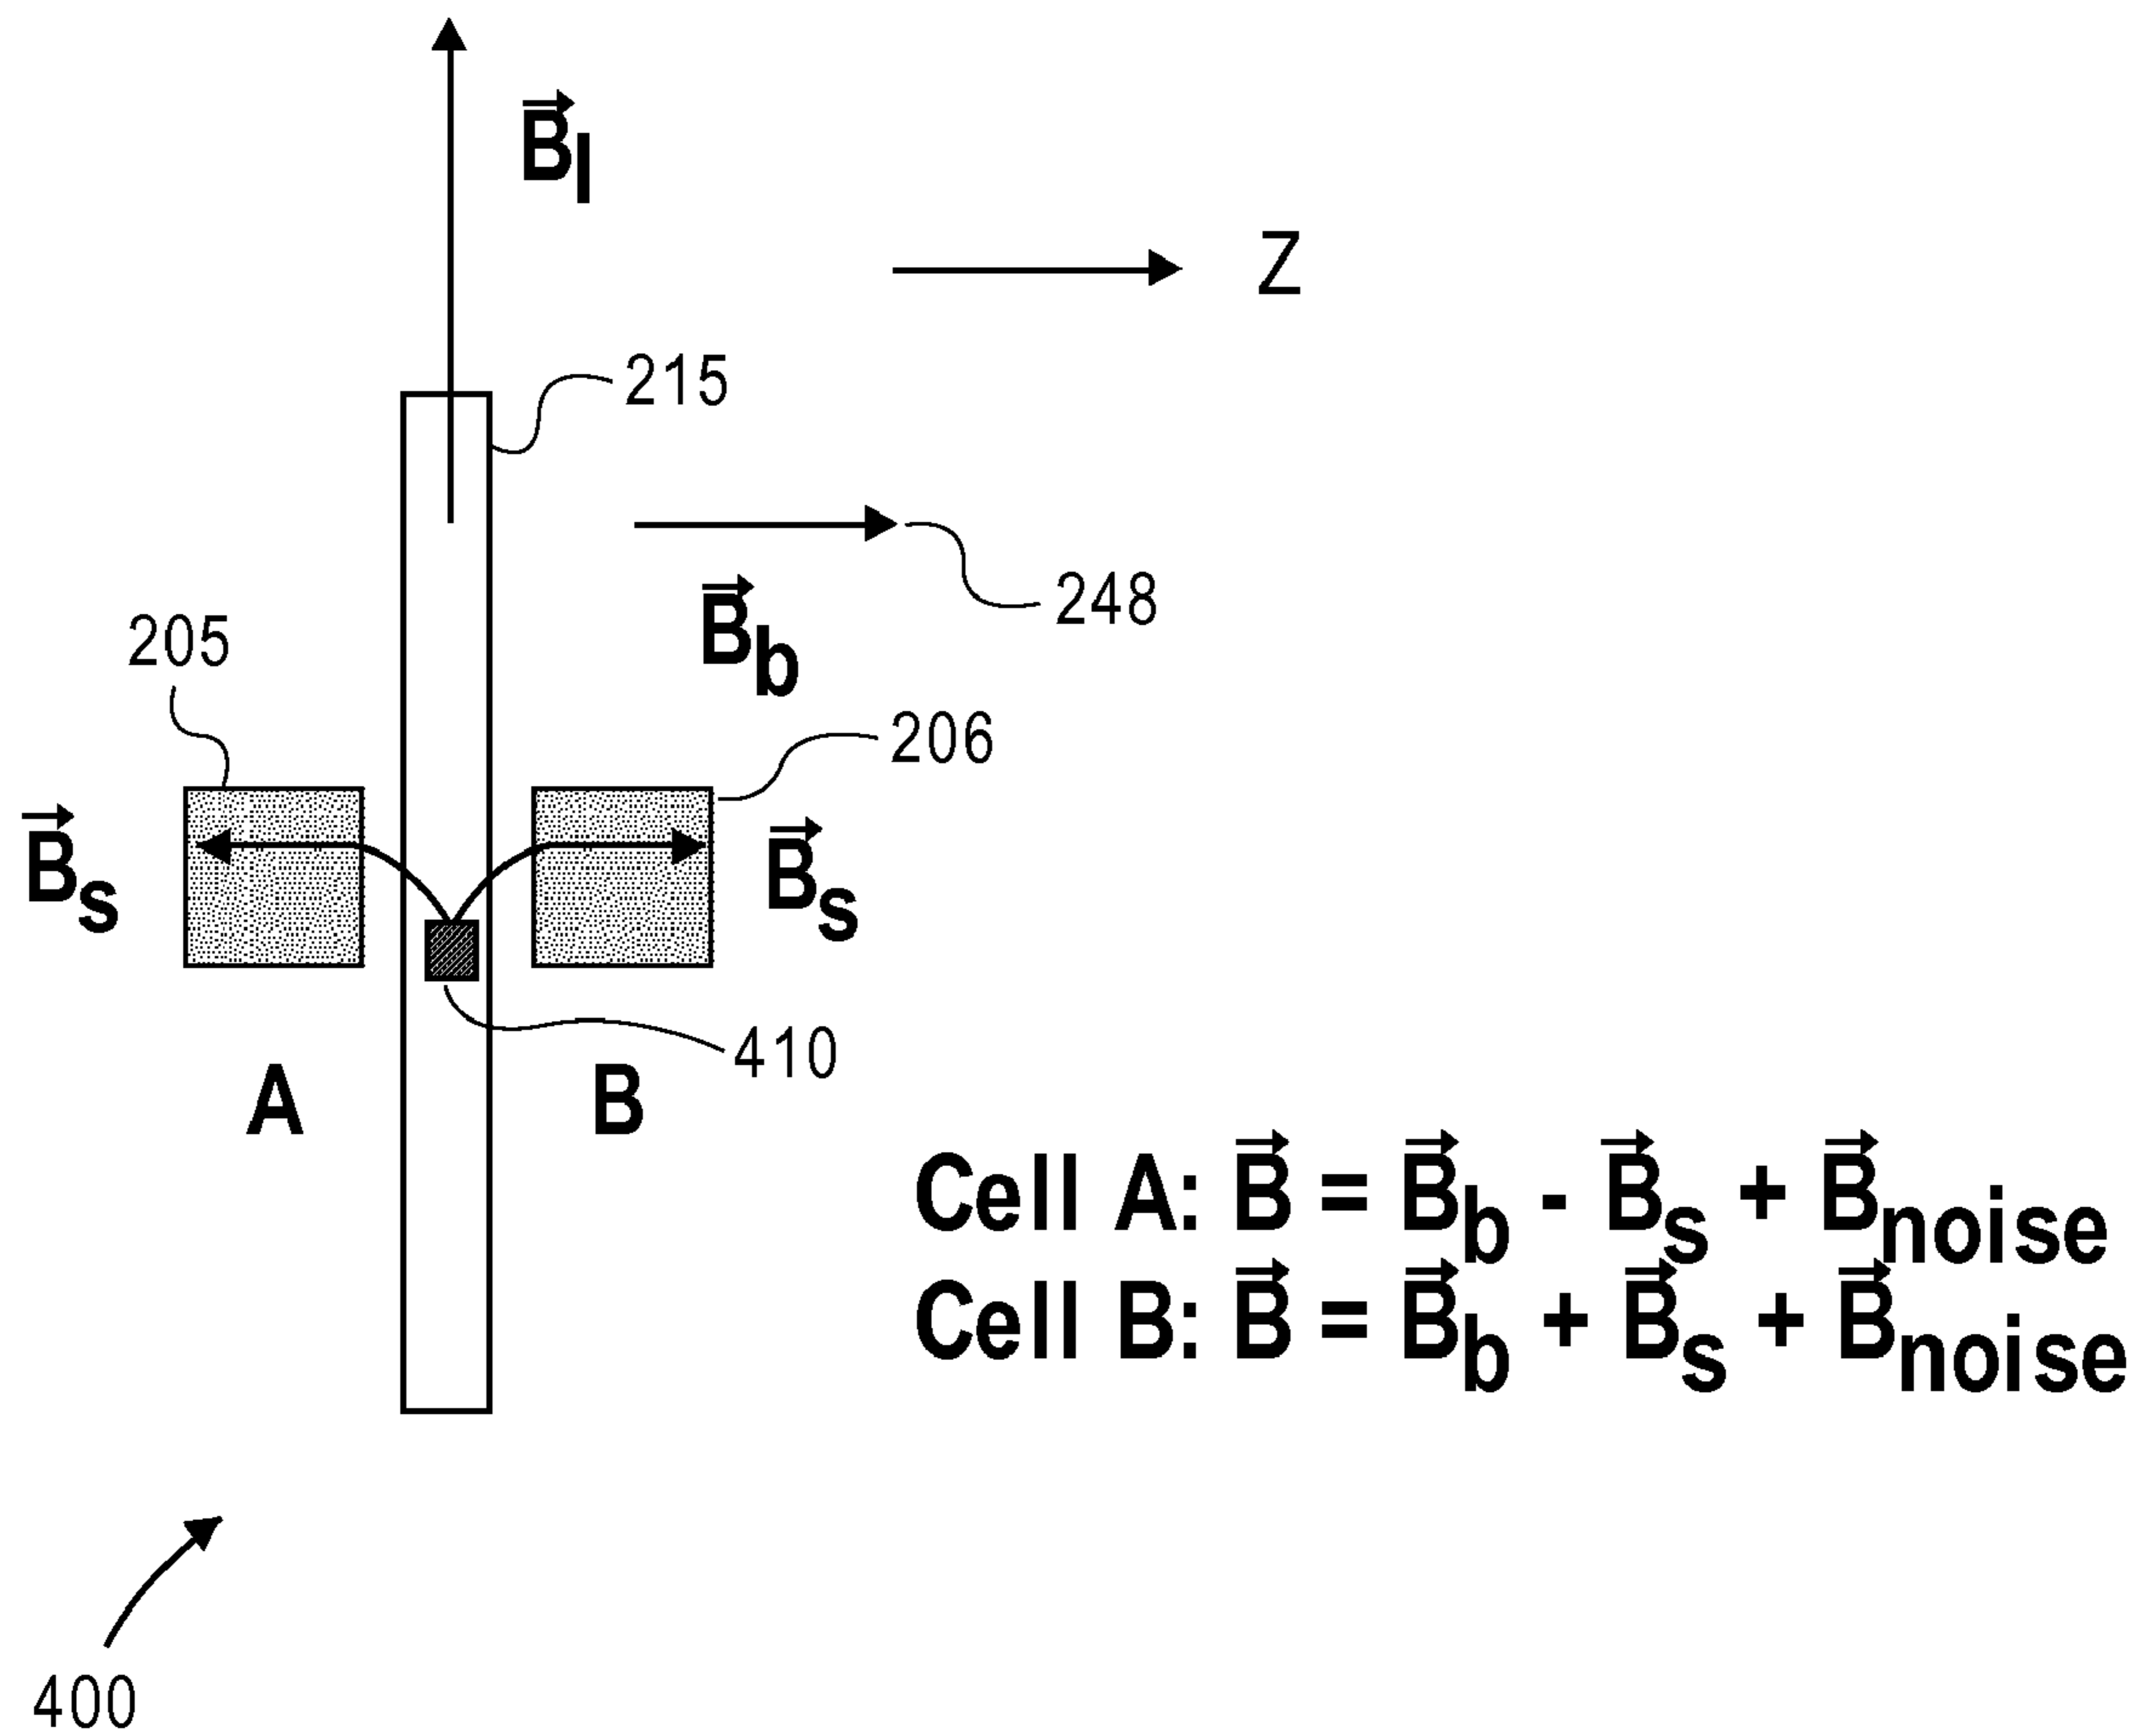 B⃗l
Z
215
248
B⃗b
205
206
B⃗s
B⃗s
410
A
B
Cell A: B⃗ = B⃗b - B⃗s + B⃗noise
Cell B: B⃗ = B⃗b + B⃗s + B⃗noise
400